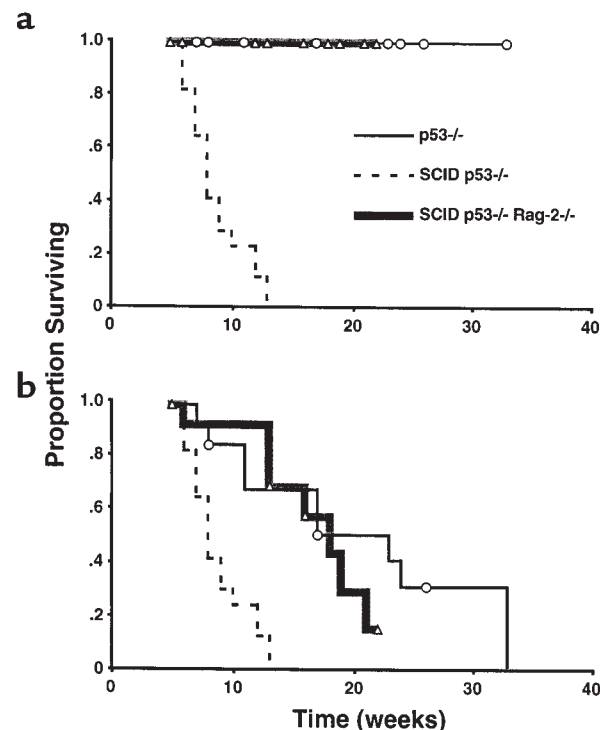 a
1.0
.8
.6
.4
.2
0
0 10 20 30 40
p53-/-
SCID p53-/-
SCID p53-/- Rag-2-/-
Proportion Surviving
b
1.0
.8
.6
.4
.2
0
0 10 20 30 40
Time (weeks)